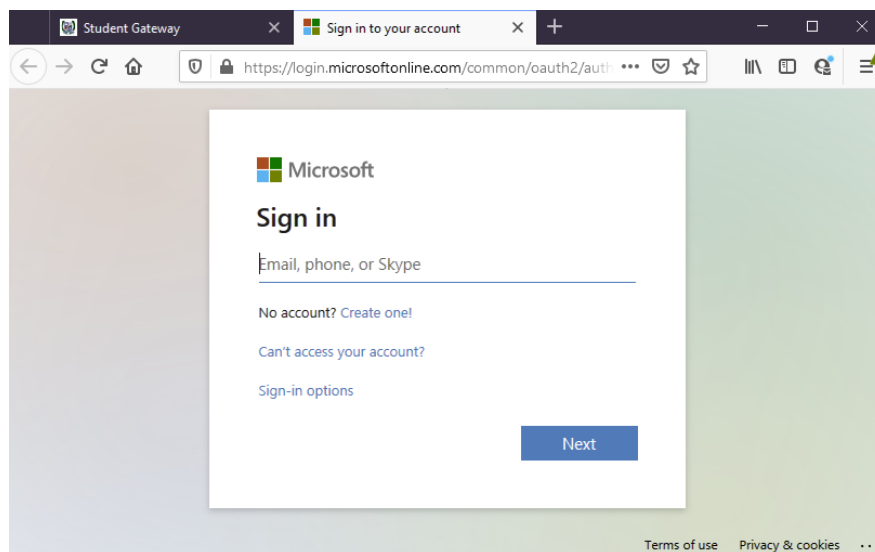 Student Gateway
Sign in to your account
https://login.microsoftonline.com/common/oauth2/auth
Microsoft
Sign in
Email, phone, or Skype
No account? Create one!
Can't access your account?
Sign-in options
Next
Terms of use Privacy & cookies